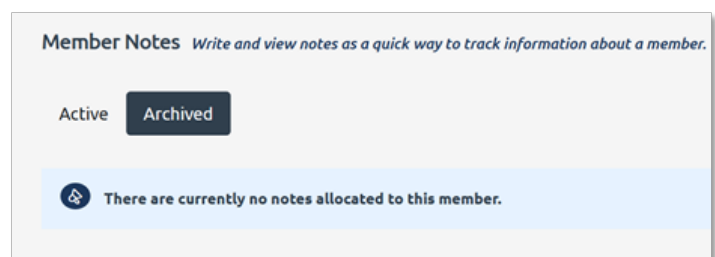 Member Notes Write and view notes as a quick way to track information about a member.
Active Archived
There are currently no notes allocated to this member.